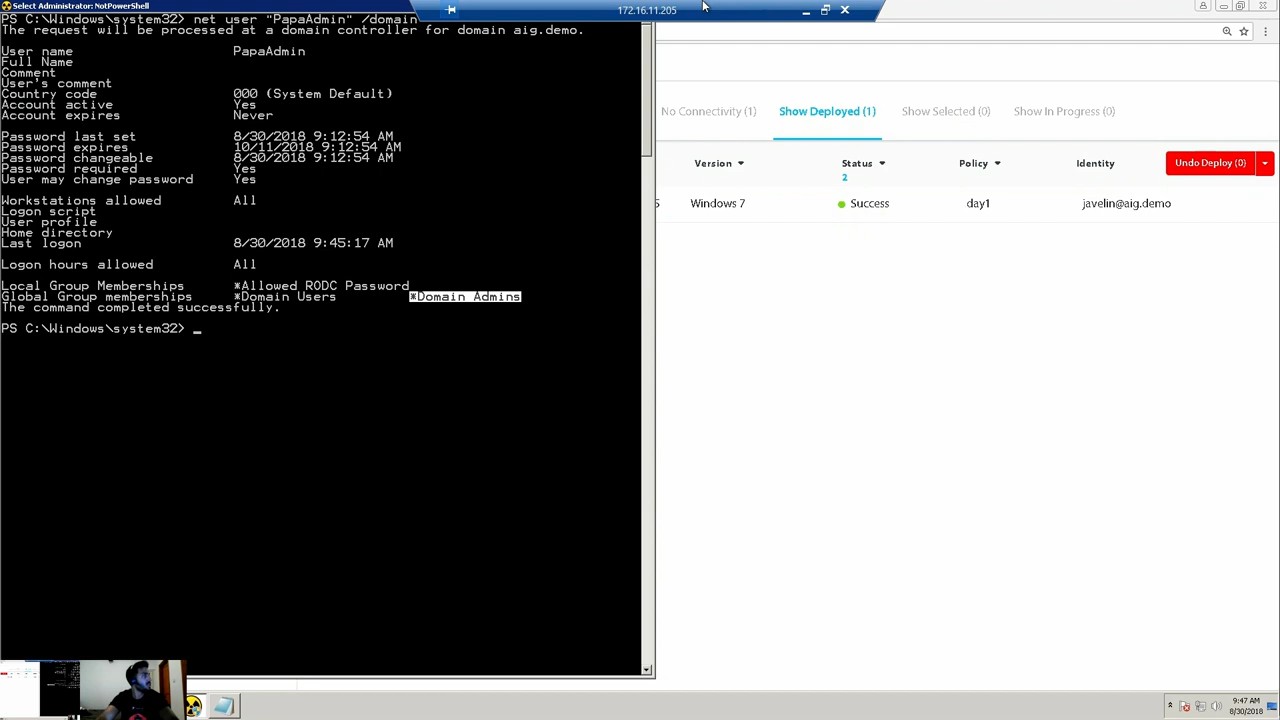 Select Administrator: NotPowerShell
172.16.11.205
PS C:\Windows\system32> net user "PapaAdmin" /domain
The request will be processed at a domain controller for domain aig.demo.
User name PapaAdmin
Full Name
Comment
User's comment
Country code 000 (System Default)
Account active Yes
Account expires Never
Password last set 8/30/2018 9:12:54 AM
Password expires 10/11/2018 9:12:54 AM
Password changeable 8/30/2018 9:12:54 AM
Password required Yes
User may change password Yes
Workstations allowed All
Logon script
User profile
Home directory
Last logon 8/30/2018 9:45:17 AM
Logon hours allowed All
Local Group Memberships *Allowed RODC Password
Global Group memberships *Domain Users *Domain Admins
The command completed successfully.
PS C:\Windows\system32> _
No Connectivity (1) Show Deployed (1) Show Selected (0) Show In Progress (0)
Version Status Policy Identity Undo Deploy (0)
2
5 Windows 7 Success day1 javelin@aig.demo
9:47 AM
8/30/2018